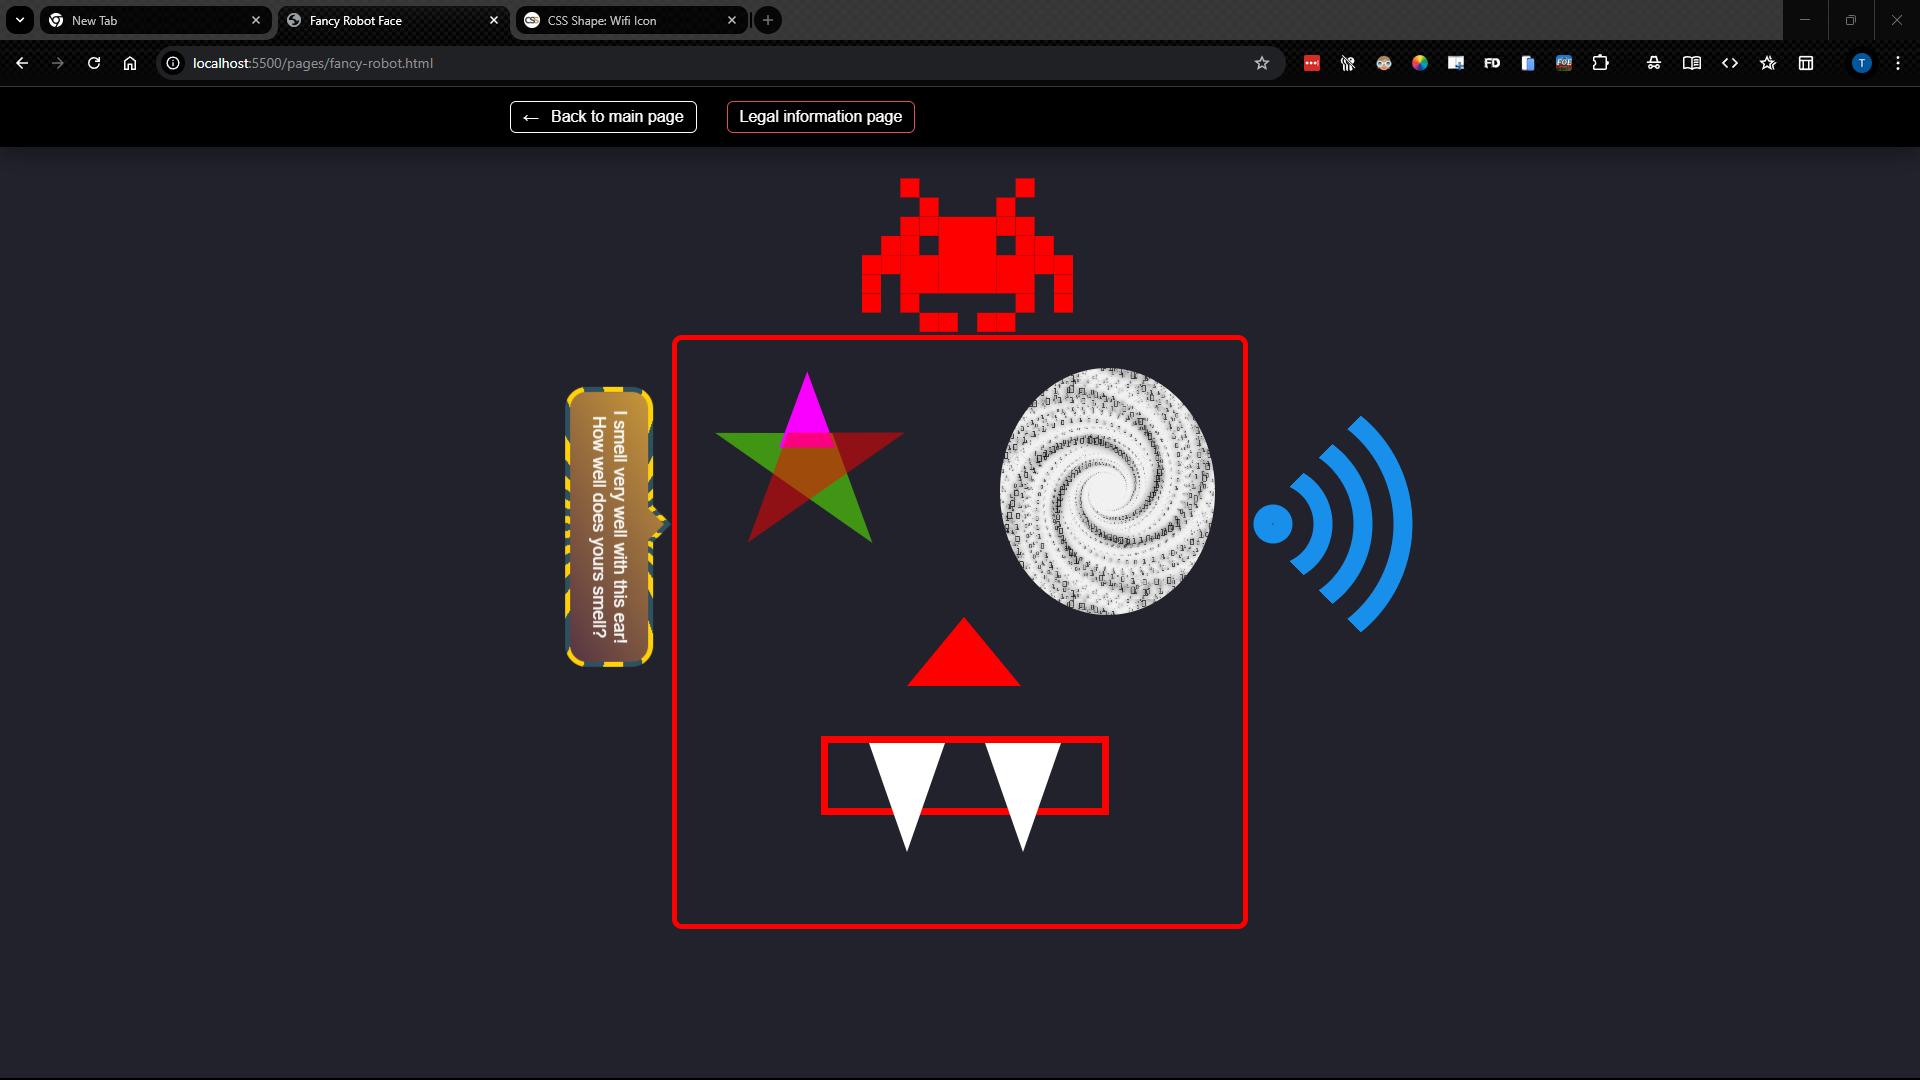 New Tab
Fancy Robot Face
CSS Shape: Wifi Icon
localhost:5500/pages/fancy-robot.html
FD
FOE
T
← Back to main page
Legal information page
I smell very well with this ear!
How well does yours smell?